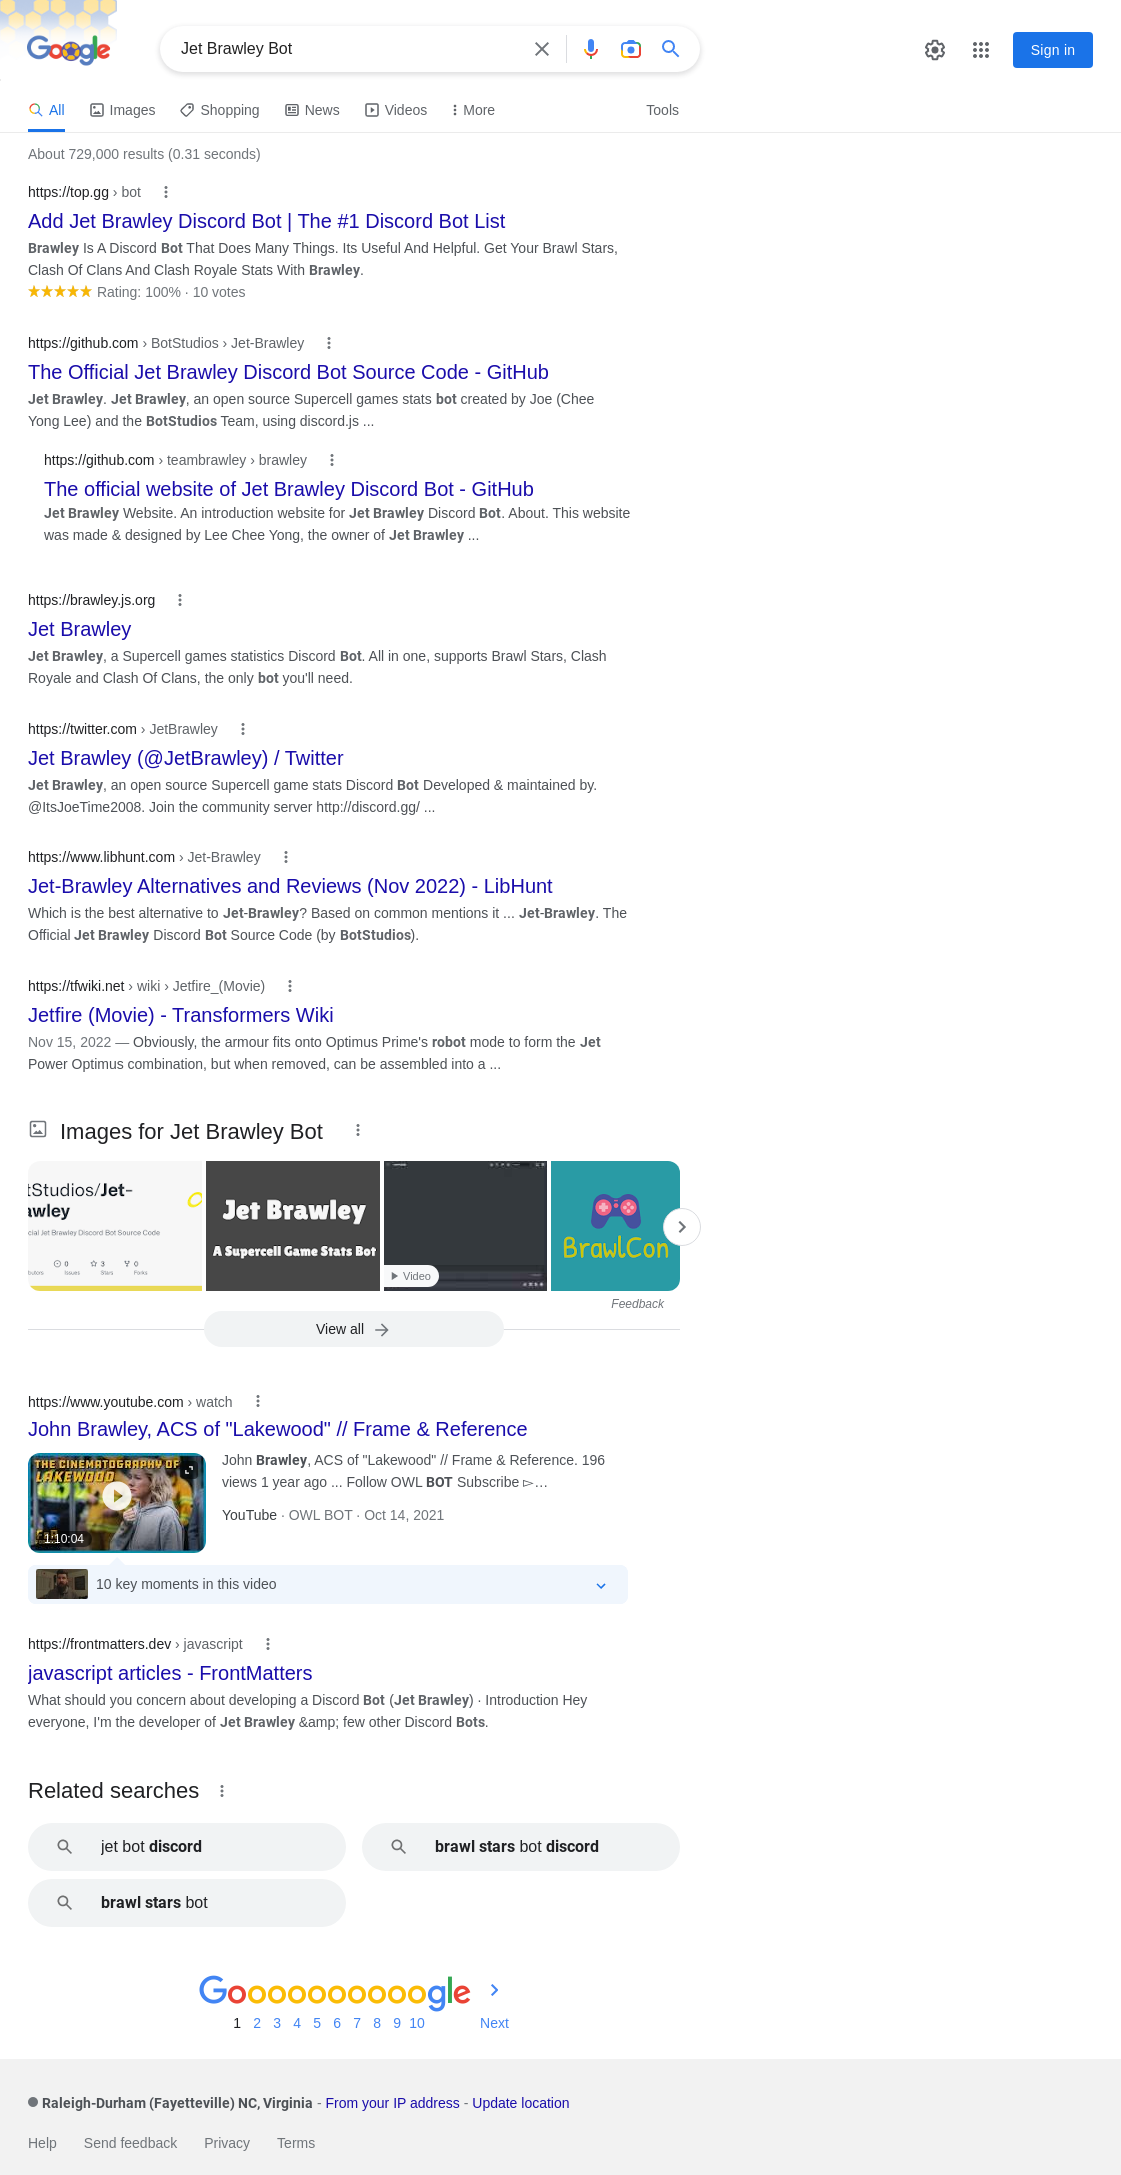 Google
Jet Brawley Bot
Sign in
All
Images
Shopping
News
Videos
More
Tools
About 729,000 results (0.31 seconds)
https://top.gg › bot
Add Jet Brawley Discord Bot | The #1 Discord Bot List
Brawley Is A Discord Bot That Does Many Things. Its Useful And Helpful. Get Your Brawl Stars,
Clash Of Clans And Clash Royale Stats With Brawley.
Rating: 100% · 10 votes
https://github.com › BotStudios › Jet-Brawley
The Official Jet Brawley Discord Bot Source Code - GitHub
Jet Brawley. Jet Brawley, an open source Supercell games stats bot created by Joe (Chee
Yong Lee) and the BotStudios Team, using discord.js ...
https://github.com › teambrawley › brawley
The official website of Jet Brawley Discord Bot - GitHub
Jet Brawley Website. An introduction website for Jet Brawley Discord Bot. About. This website
was made & designed by Lee Chee Yong, the owner of Jet Brawley ...
https://brawley.js.org
Jet Brawley
Jet Brawley, a Supercell games statistics Discord Bot. All in one, supports Brawl Stars, Clash
Royale and Clash Of Clans, the only bot you'll need.
https://twitter.com › JetBrawley
Jet Brawley (@JetBrawley) / Twitter
Jet Brawley, an open source Supercell game stats Discord Bot Developed & maintained by.
@ItsJoeTime2008. Join the community server http://discord.gg/ ...
https://www.libhunt.com › Jet-Brawley
Jet-Brawley Alternatives and Reviews (Nov 2022) - LibHunt
Which is the best alternative to Jet-Brawley? Based on common mentions it ... Jet-Brawley. The
Official Jet Brawley Discord Bot Source Code (by BotStudios).
https://tfwiki.net › wiki › Jetfire_(Movie)
Jetfire (Movie) - Transformers Wiki
Nov 15, 2022 — Obviously, the armour fits onto Optimus Prime's robot mode to form the Jet
Power Optimus combination, but when removed, can be assembled into a ...
Images for Jet Brawley Bot
tStudios/Jet-
awley
cial Jet Brawley Discord Bot Source Code
0
3
0
butors
Issues
Stars
Forks
Jet Brawley
A Supercell Game Stats Bot
Video
BrawlCon
Feedback
View all
https://www.youtube.com › watch
John Brawley, ACS of "Lakewood" // Frame & Reference
THE CINEMATOGRAPHY OF
LAKEWOOD
1:10:04
John Brawley, ACS of "Lakewood" // Frame & Reference. 196
views 1 year ago ... Follow OWL BOT Subscribe ▻…
YouTube · OWL BOT · Oct 14, 2021
10 key moments in this video
https://frontmatters.dev › javascript
javascript articles - FrontMatters
What should you concern about developing a Discord Bot (Jet Brawley) · Introduction Hey
everyone, I'm the developer of Jet Brawley &amp; few other Discord Bots.
Related searches
jet bot discord
brawl stars bot discord
brawl stars bot
Goooooooooogle
1 2 3 4 5 6 7 8 9 10 Next
Raleigh-Durham (Fayetteville) NC, Virginia - From your IP address - Update location
Help Send feedback Privacy Terms